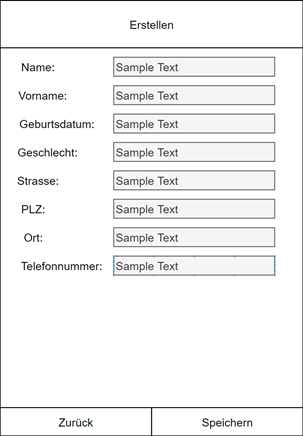 Erstellen
Name: Sample Text
Vorname: Sample Text
Geburtsdatum: Sample Text
Geschlecht: Sample Text
Strasse: Sample Text
PLZ: Sample Text
Ort: Sample Text
Telefonnummer: Sample Text
Zurück Speichern